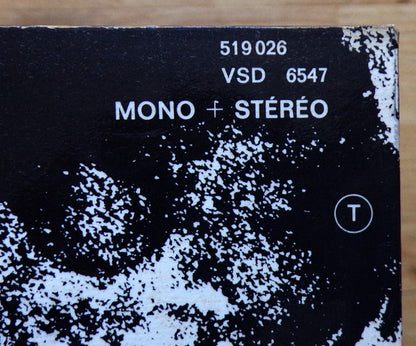 519 026
VSD 6547
MONO + STÉRÉO
T